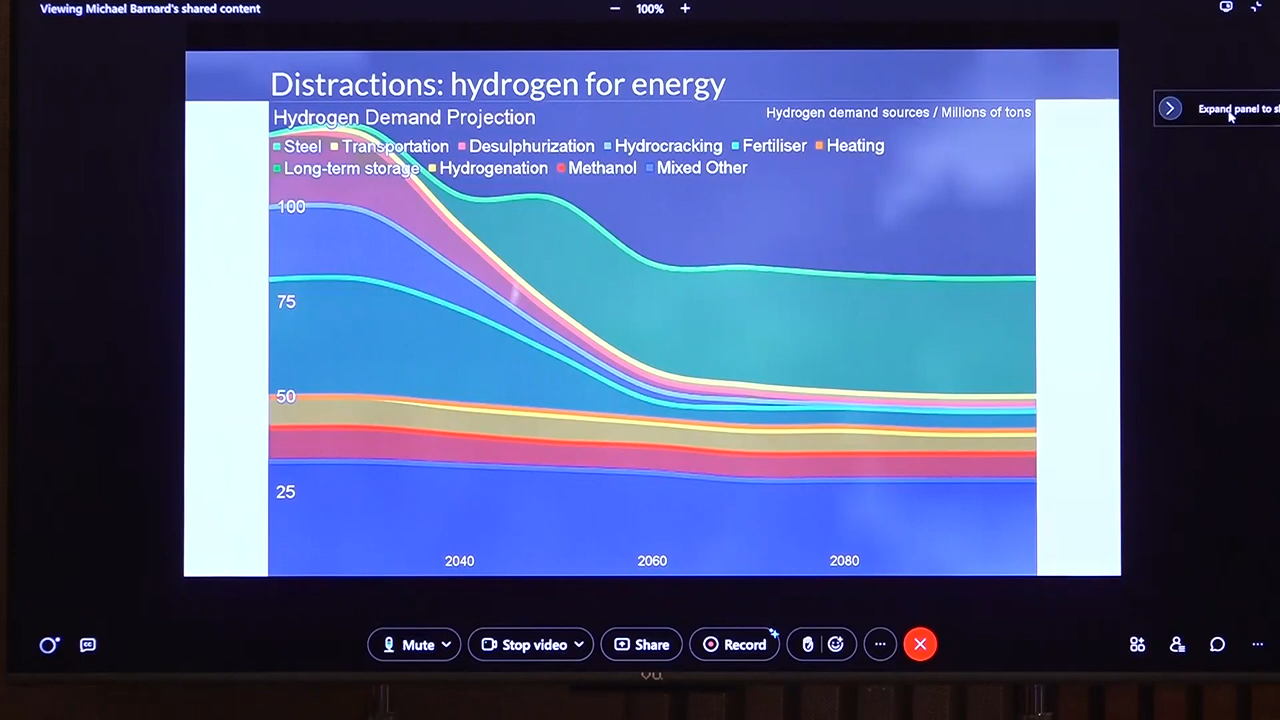 Viewing Michael Barnard's shared content
100%
Distractions: hydrogen for energy
Hydrogen Demand Projection
Hydrogen demand sources / Millions of tons
Steel Transportation Desulphurization Hydrocracking Fertiliser Heating
Long-term storage Hydrogenation Methanol Mixed Other
100
75
50
25
2040 2060 2080
Expand panel to
Mute Stop video Share Record
CC
VU